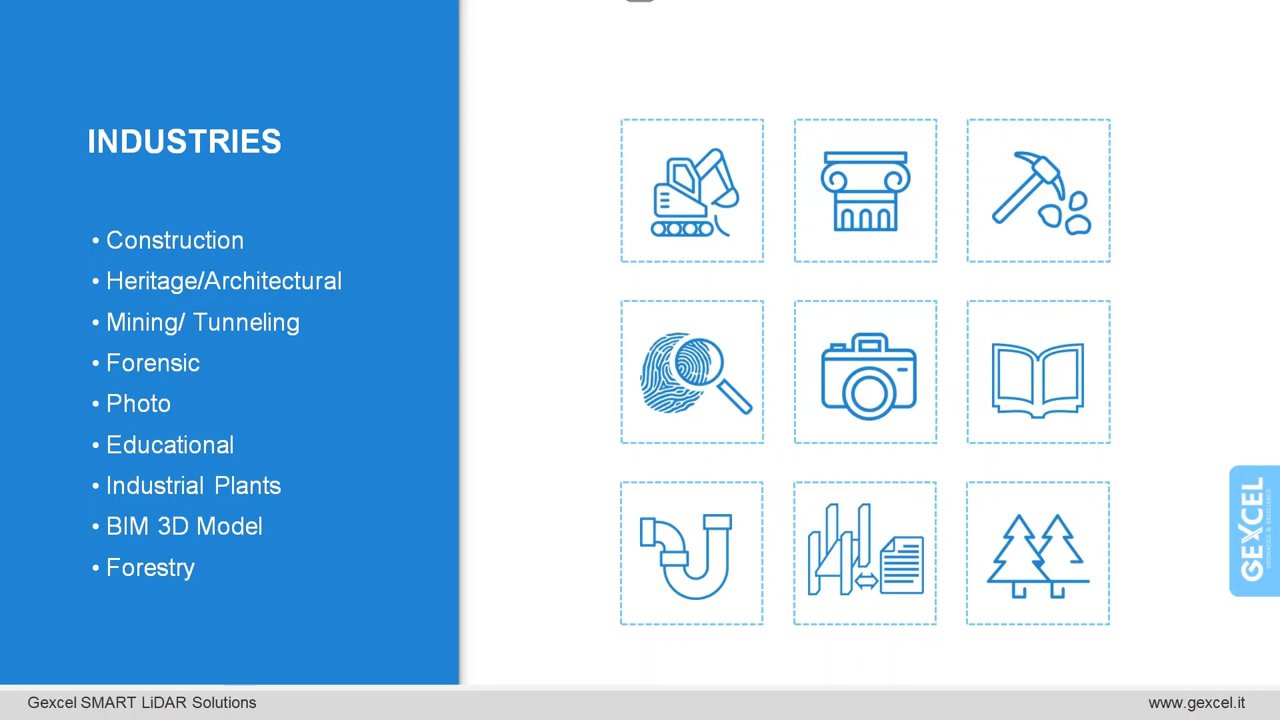 INDUSTRIES
• Construction
• Heritage/Architectural
• Mining/ Tunneling
• Forensic
• Photo
• Educational
• Industrial Plants
• BIM 3D Model
• Forestry
GEXCEL
Gexcel SMART LiDAR Solutions
www.gexcel.it